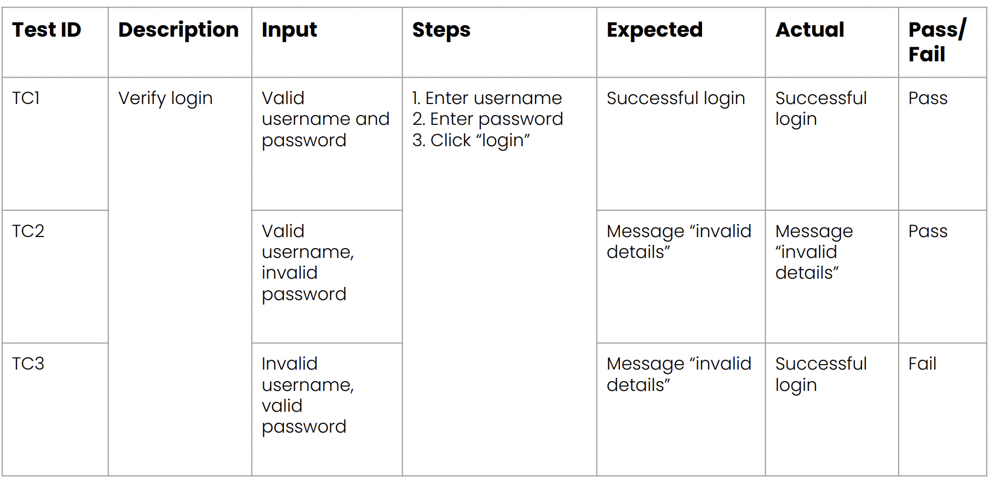 Test ID
Description
Input
Steps
Expected
Actual
Pass/
Fail
TC1
Verify login
Valid
username and
password
1. Enter username
2. Enter password
3. Click “login”
Successful login
Successful
login
Pass
TC2
Valid
username,
invalid
password
Message “invalid
details”
Message
“invalid
details”
Pass
TC3
Invalid
username,
valid
password
Message “invalid
details”
Successful
login
Fail